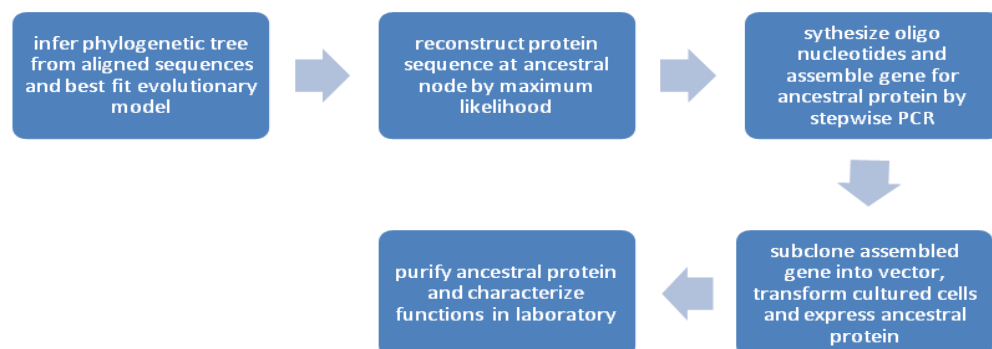 infer phylogenetic tree
from aligned sequences
and best fit evolutionary
model
reconstruct protein
sequence at ancestral
node by maximum
likelihood
sythesize oligo
nucleotides and
assemble gene for
ancestral protein by
stepwise PCR
subclone assembled
gene into vector,
transform cultured cells
and express ancestral
protein
purify ancestral protein
and characterize
functions in laboratory